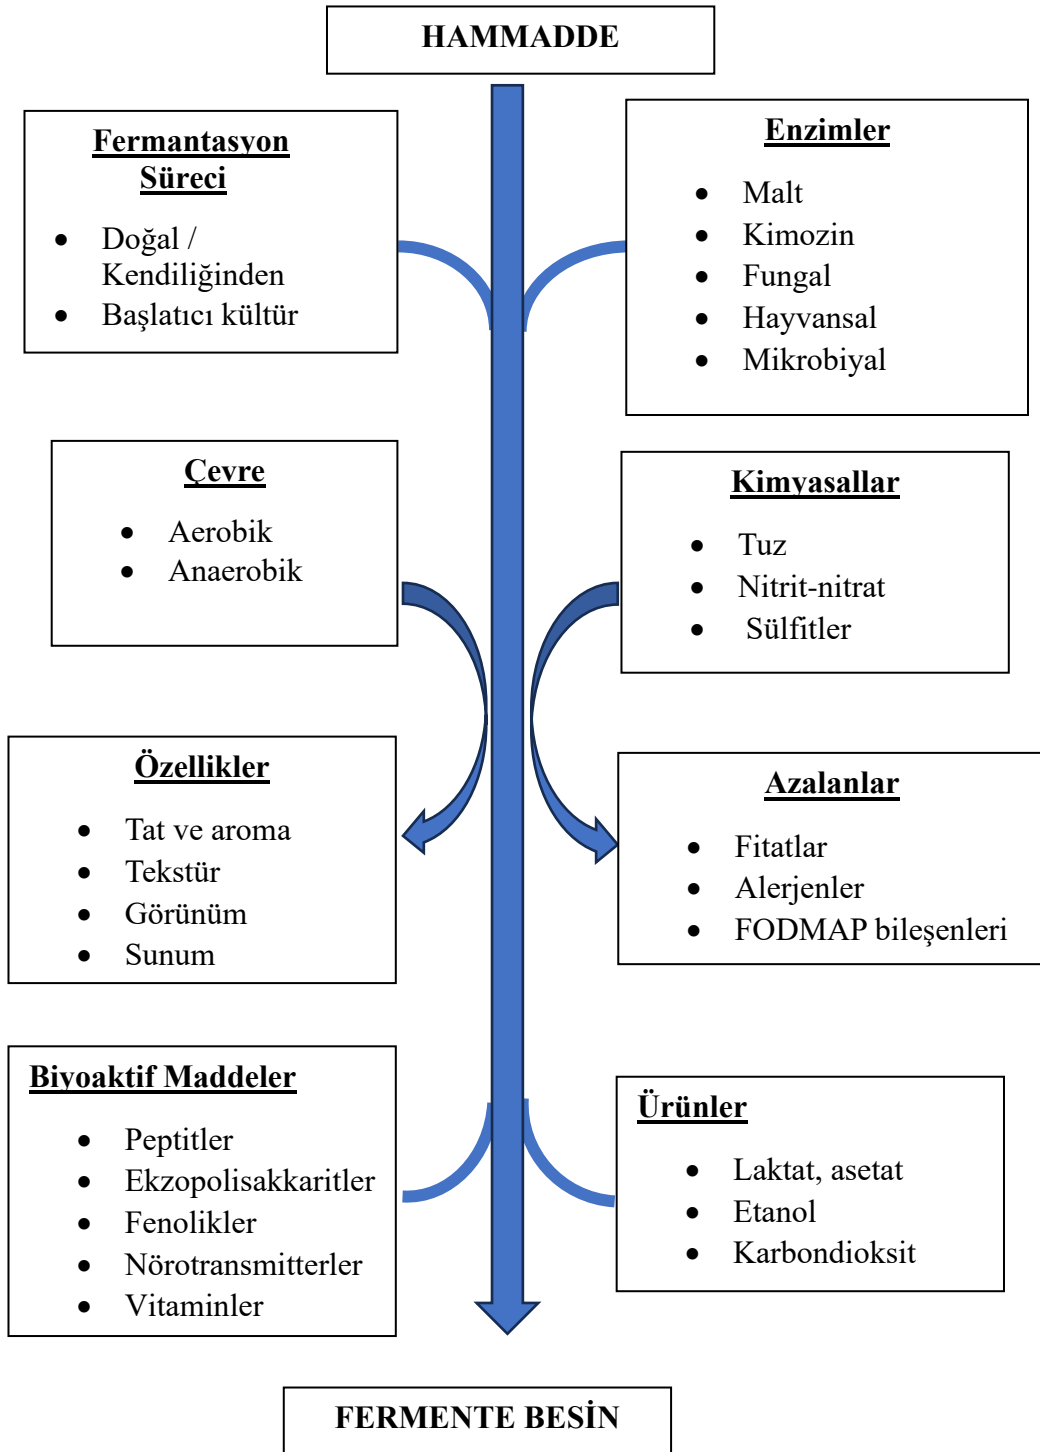 HAMMADDE
Fermantasyon
Süreci
• Doğal /
Kendiliğinden
• Başlatıcı kültür
Enzimler
• Malt
• Kimozin
• Fungal
• Hayvansal
• Mikrobiyal
Çevre
• Aerobik
• Anaerobik
Kimyasallar
• Tuz
• Nitrit-nitrat
• Sülfitler
Özellikler
• Tat ve aroma
• Tekstür
• Görünüm
• Sunum
Azalanlar
• Fitatlar
• Alerjenler
• FODMAP bileşenleri
Biyoaktif Maddeler
• Peptitler
• Ekzopolisakkaritler
• Fenolikler
• Nörotransmitterler
• Vitaminler
Ürünler
• Laktat, asetat
• Etanol
• Karbondioksit
FERMENTE BESİN